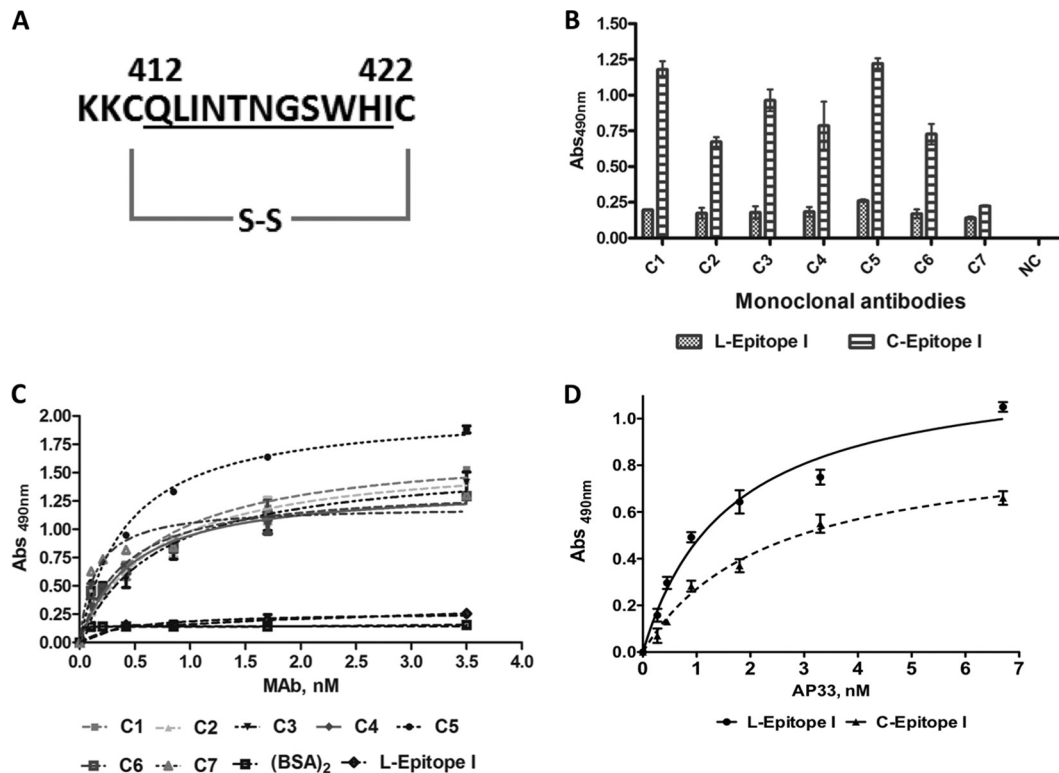 A
412 422
KKCQLINTNGSWHIC
S-S
B
Abs490nm
1.50
1.25
1.00
0.75
0.50
0.25
0.00
C1 C2 C3 C4 C5 C6 C7 NC
Monoclonal antibodies
L-Epitope I C-Epitope I
C
Abs 490nm
2.00
1.75
1.50
1.25
1.00
0.75
0.50
0.25
0.00
0.0 0.5 1.0 1.5 2.0 2.5 3.0 3.5 4.0
MAb, nM
C1 C2 C3 C4 C5
C6 C7 (BSA)2 L-Epitope I
D
Abs 490nm
1.0
0.8
0.6
0.4
0.2
0.0
0 1 2 3 4 5 6 7
AP33, nM
L-Epitope I C-Epitope I